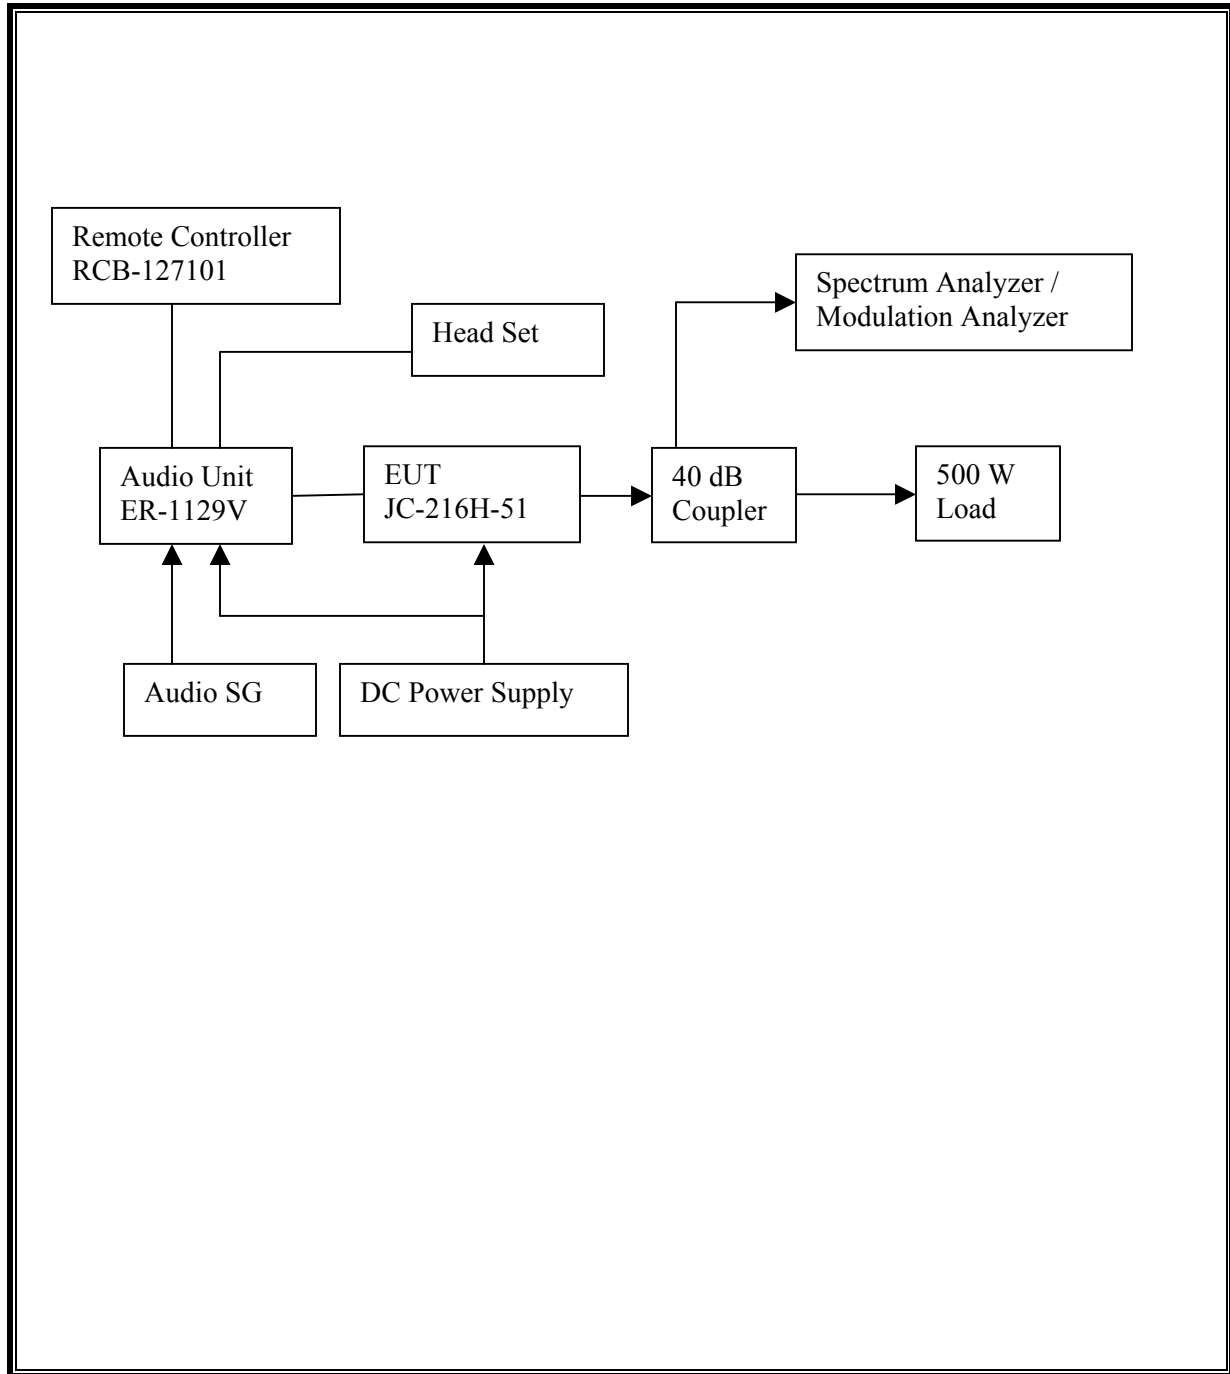 Remote Controller
RCB-127101
Head Set
Spectrum Analyzer /
Modulation Analyzer
Audio Unit
ER-1129V
EUT
JC-216H-51
40 dB
Coupler
500 W
Load
Audio SG
DC Power Supply